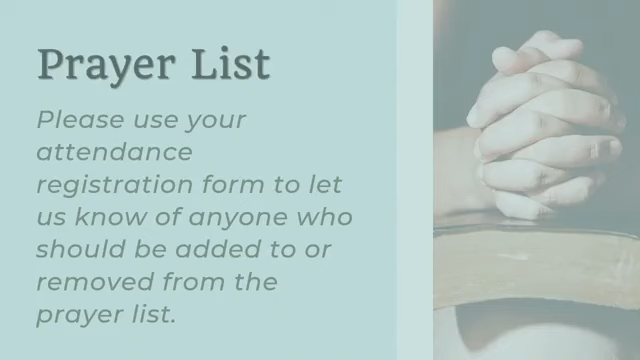 Prayer List
Please use your
attendance
registration form to let
us know of anyone who
should be added to or
removed from the
prayer list.